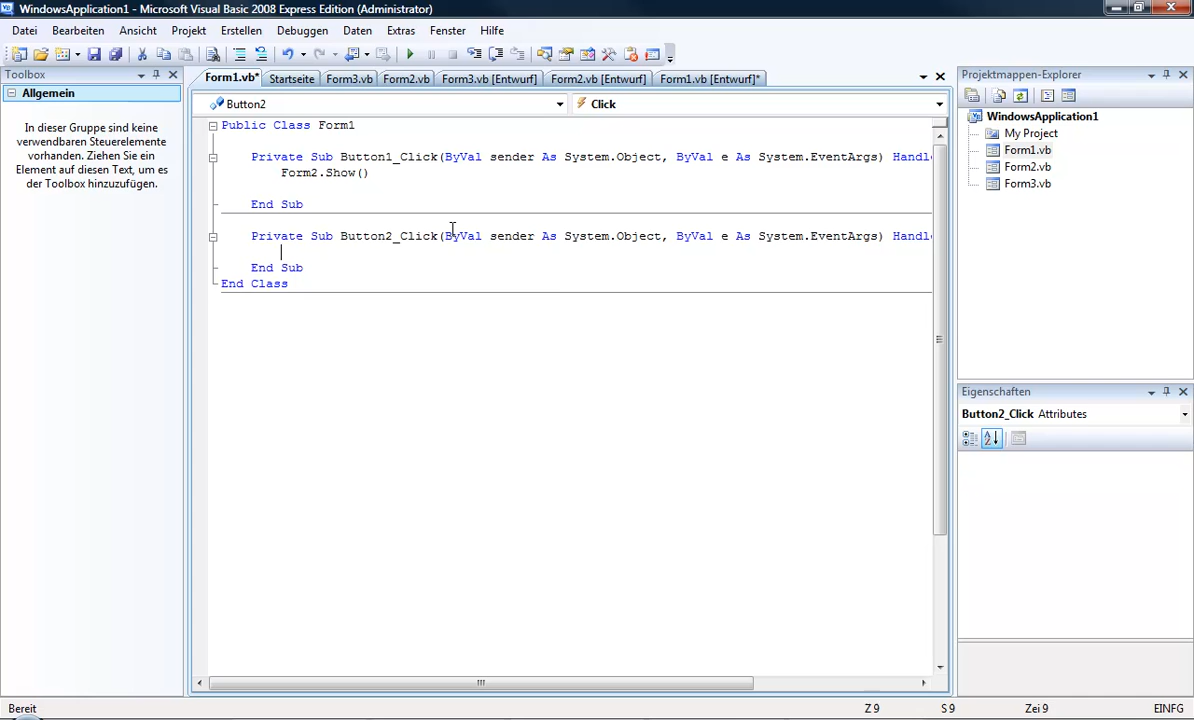 WindowsApplication1 - Microsoft Visual Basic 2008 Express Edition (Administrator)
Datei Bearbeiten Ansicht Projekt Erstellen Debuggen Daten Extras Fenster Hilfe
Toolbox
Allgemein
In dieser Gruppe sind keine
verwendbaren Steuerelemente
vorhanden. Ziehen Sie ein
Element auf diesen Text, um es
der Toolbox hinzuzufügen.
Form1.vb* Startseite Form3.vb Form2.vb Form3.vb [Entwurf] Form2.vb [Entwurf] Form1.vb [Entwurf]*
Button2 Click
Public Class Form1
Private Sub Button1_Click(ByVal sender As System.Object, ByVal e As System.EventArgs) Handl
Form2.Show()
End Sub
Private Sub Button2_Click(ByVal sender As System.Object, ByVal e As System.EventArgs) Handl
End Sub
End Class
Projektmappen-Explorer
WindowsApplication1
My Project
Form1.vb
Form2.vb
Form3.vb
Eigenschaften
Button2_Click Attributes
Bereit Z 9 S 9 Zei 9 EINFG